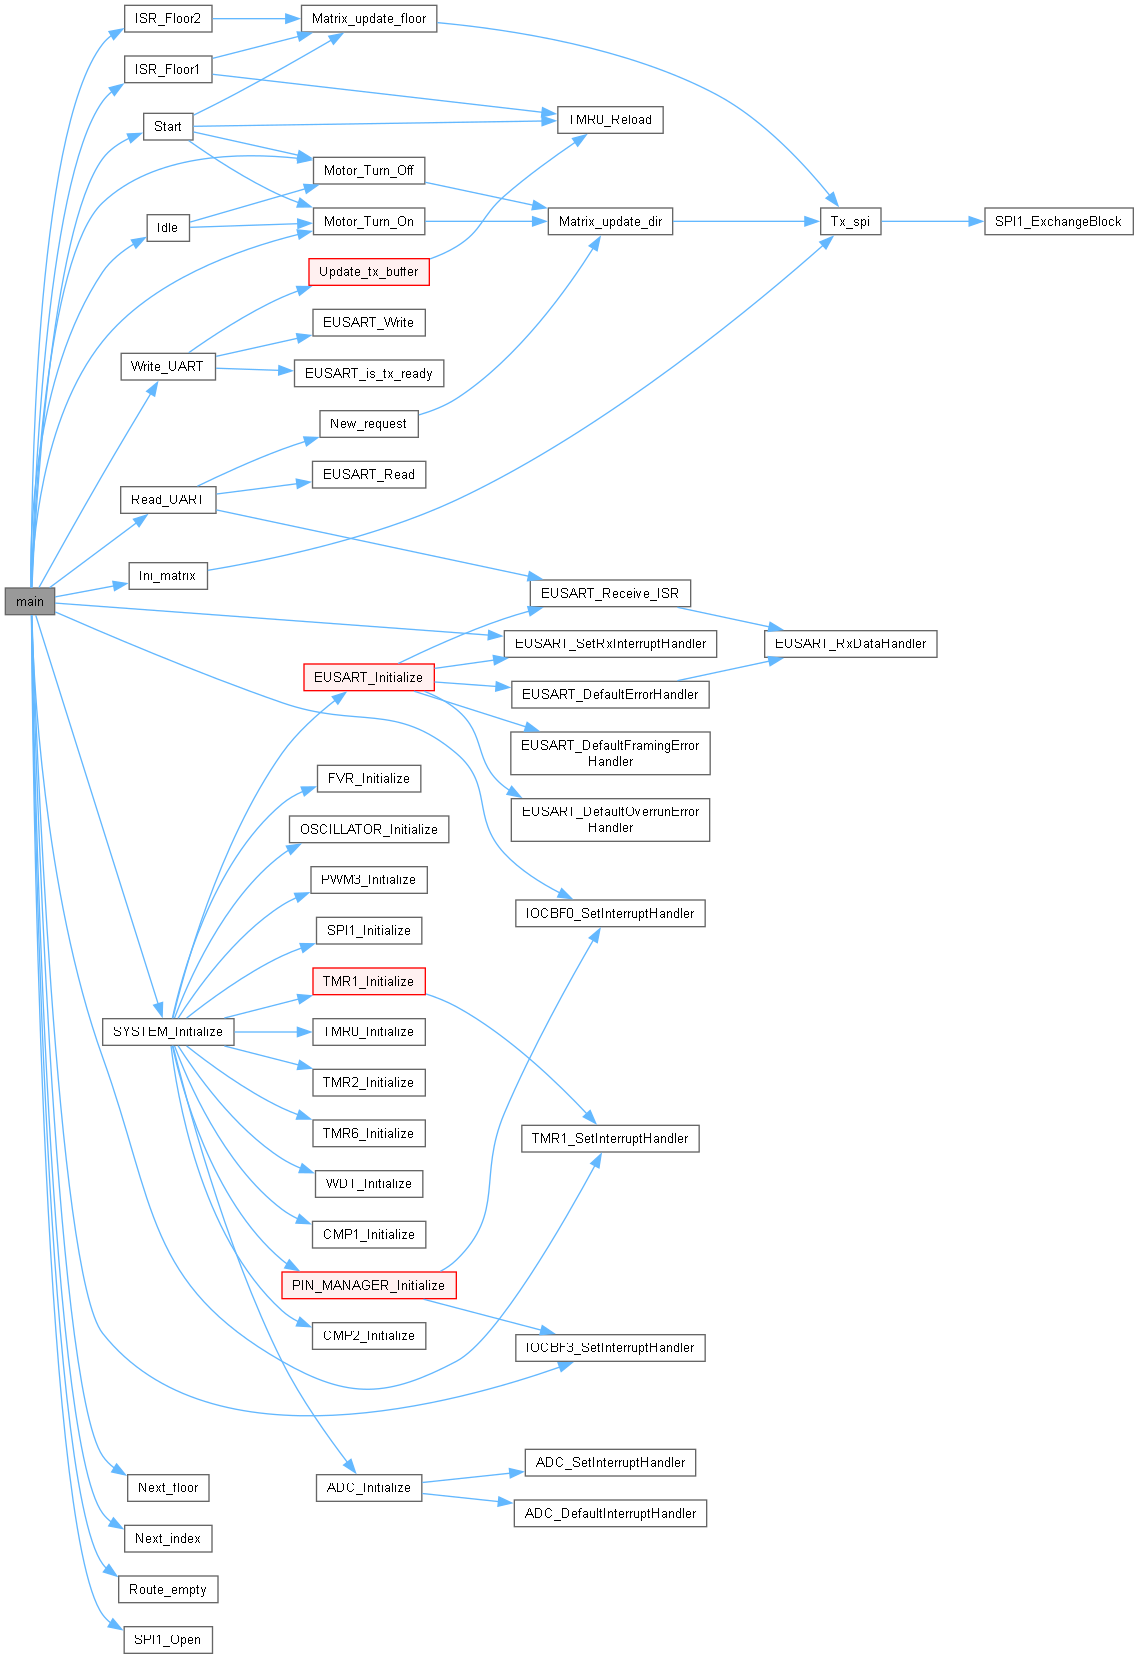 ISR_Floor2
Matrix_update_floor
ISR_Floor1
TMR0_Reload
Start
Motor_Turn_Off
Idle
Motor_Turn_On
Matrix_update_dir
Tx_spi
SPI1_ExchangeBlock
Update_tx_buffer
EUSART_Write
Write_UART
EUSART_is_tx_ready
New_request
EUSART_Read
Read_UART
Ini_matrix
EUSART_Receive_ISR
main
EUSART_SetRxInterruptHandler
EUSART_RxDataHandler
EUSART_Initialize
EUSART_DefaultErrorHandler
EUSART_DefaultFramingError
Handler
FVR_Initialize
EUSART_DefaultOverrunError
Handler
OSCILLATOR_Initialize
PWM3_Initialize
IOCBF0_SetInterruptHandler
SPI1_Initialize
TMR1_Initialize
SYSTEM_Initialize
TMR0_Initialize
TMR2_Initialize
TMR6_Initialize
TMR1_SetInterruptHandler
WDT_Initialize
CMP1_Initialize
PIN_MANAGER_Initialize
CMP2_Initialize
IOCBF3_SetInterruptHandler
ADC_SetInterruptHandler
Next_floor
ADC_Initialize
ADC_DefaultInterruptHandler
Next_index
Route_empty
SPI1_Open